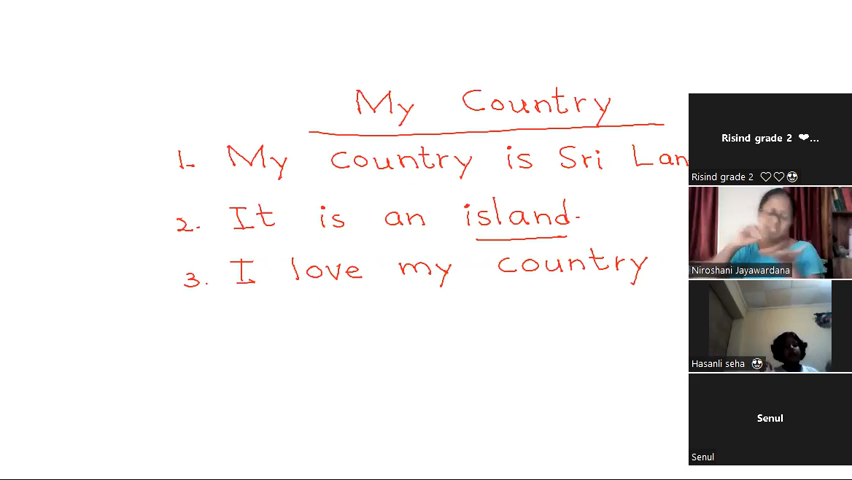 My Country
1. My country is Sri Lan
2. It is an island.
3. I love my country
Risind grade 2 ❤...
Risind grade 2 ♡♡😍
Niroshani Jayawardana
Hasanli seha 😍
Senul
Senul